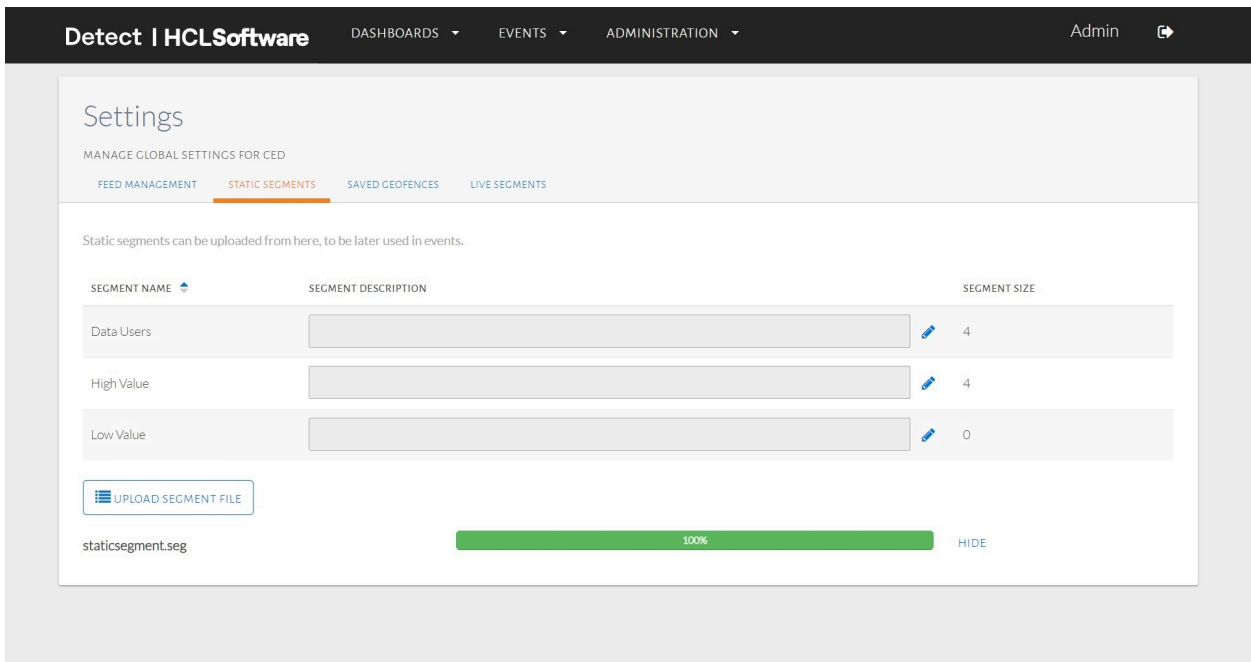 Detect | HCLSoftware DASHBOARDS EVENTS ADMINISTRATION Admin
Settings
MANAGE GLOBAL SETTINGS FOR CED
FEED MANAGEMENT STATIC SEGMENTS SAVED GEOFENCES LIVE SEGMENTS
Static segments can be uploaded from here, to be later used in events.
SEGMENT NAME SEGMENT DESCRIPTION SEGMENT SIZE
Data Users 4
High Value 4
Low Value 0
UPLOAD SEGMENT FILE
staticsegment.seg 100% HIDE